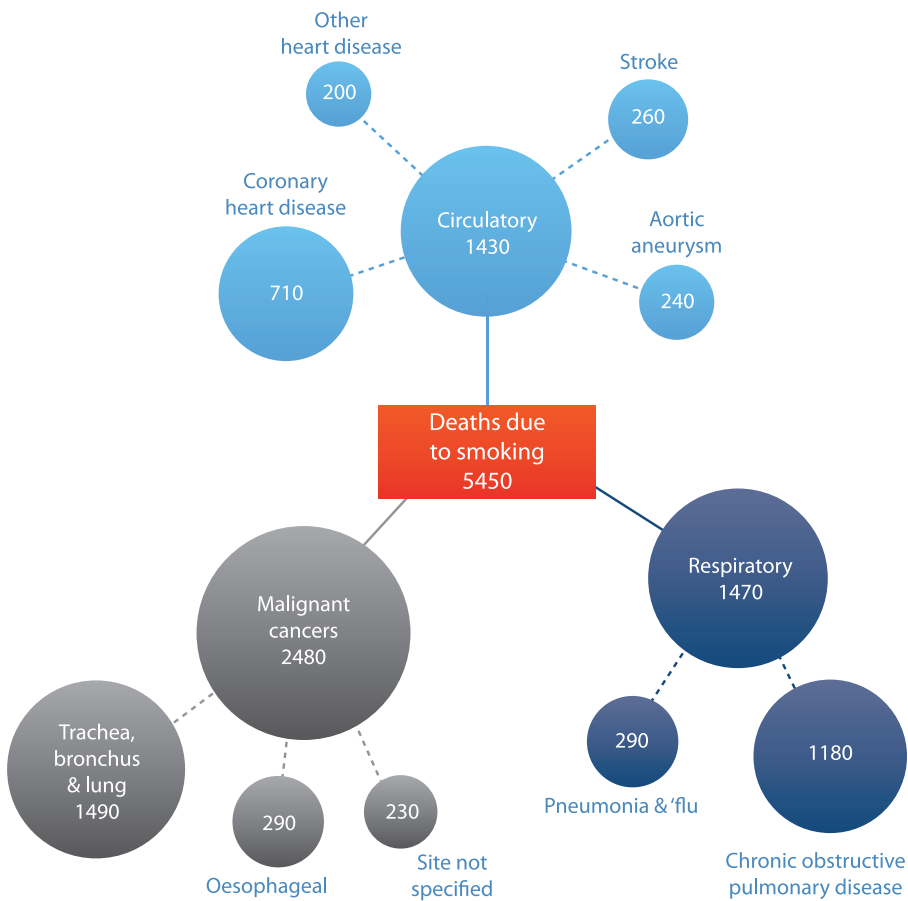 Other
heart disease
200
Stroke
260
Coronary
heart disease
710
Circulatory
1430
Aortic
aneurysm
240
Deaths due
to smoking
5450
Malignant
cancers
2480
Respiratory
1470
Trachea,
bronchus
& lung
1490
290
Oesophageal
230
Site not
specified
290
Pneumonia & ‘flu
1180
Chronic obstructive
pulmonary disease